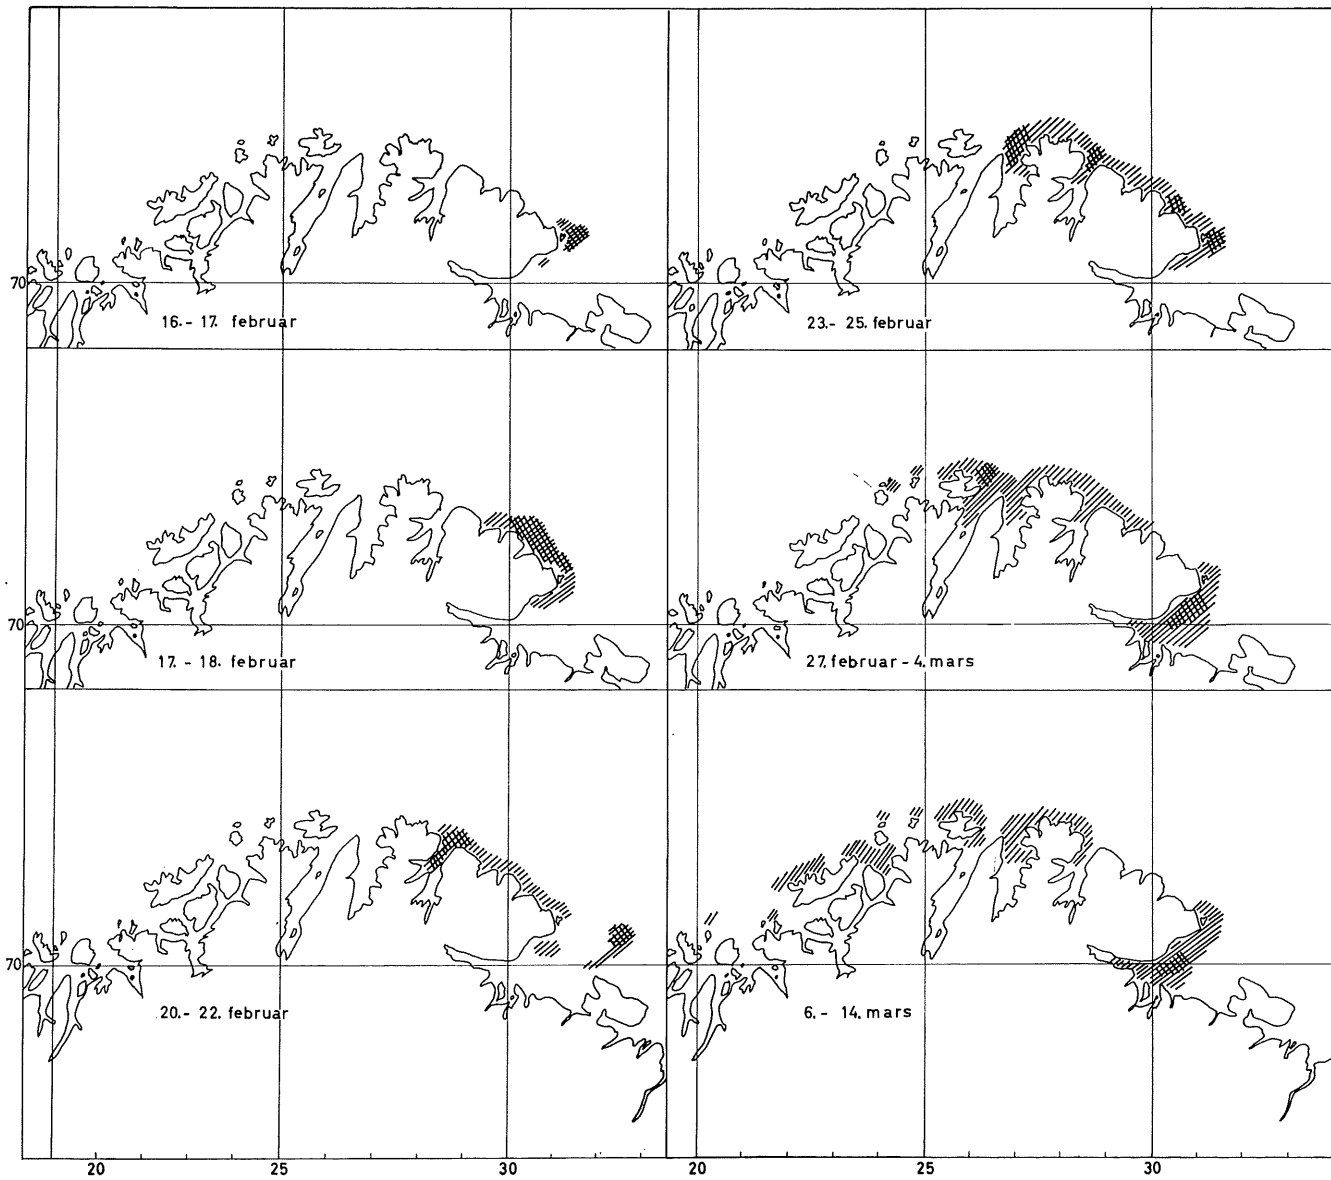 70
16.- 17. februar
23.- 25. februar
70
17. - 18. februar
27. februar - 4. mars
70
20.- 22. februar
6. - 14. mars
20 25 30 20 25 30